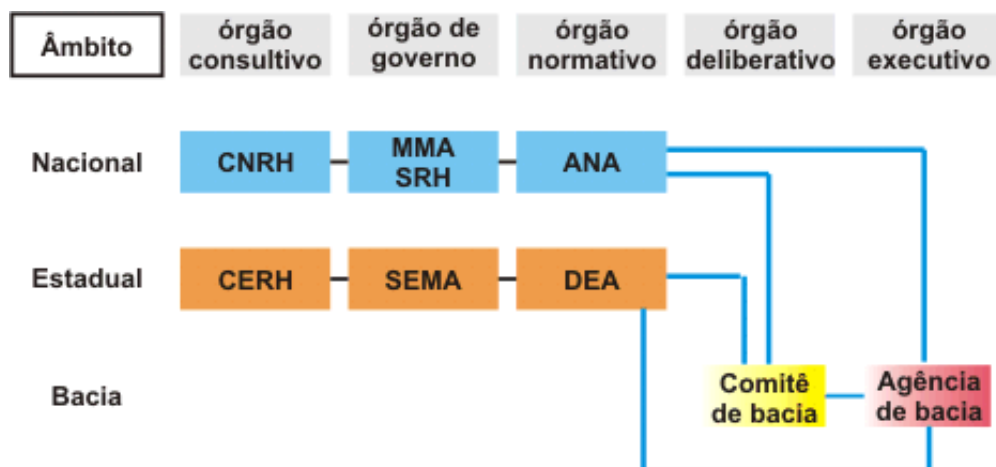 Âmbito
órgão
consultivo
órgão de
governo
órgão
normativo
órgão
deliberativo
órgão
executivo
Nacional
CNRH
MMA
SRH
ANA
Estadual
CERH
SEMA
DEA
Bacia
Comitê
de bacia
Agência
de bacia